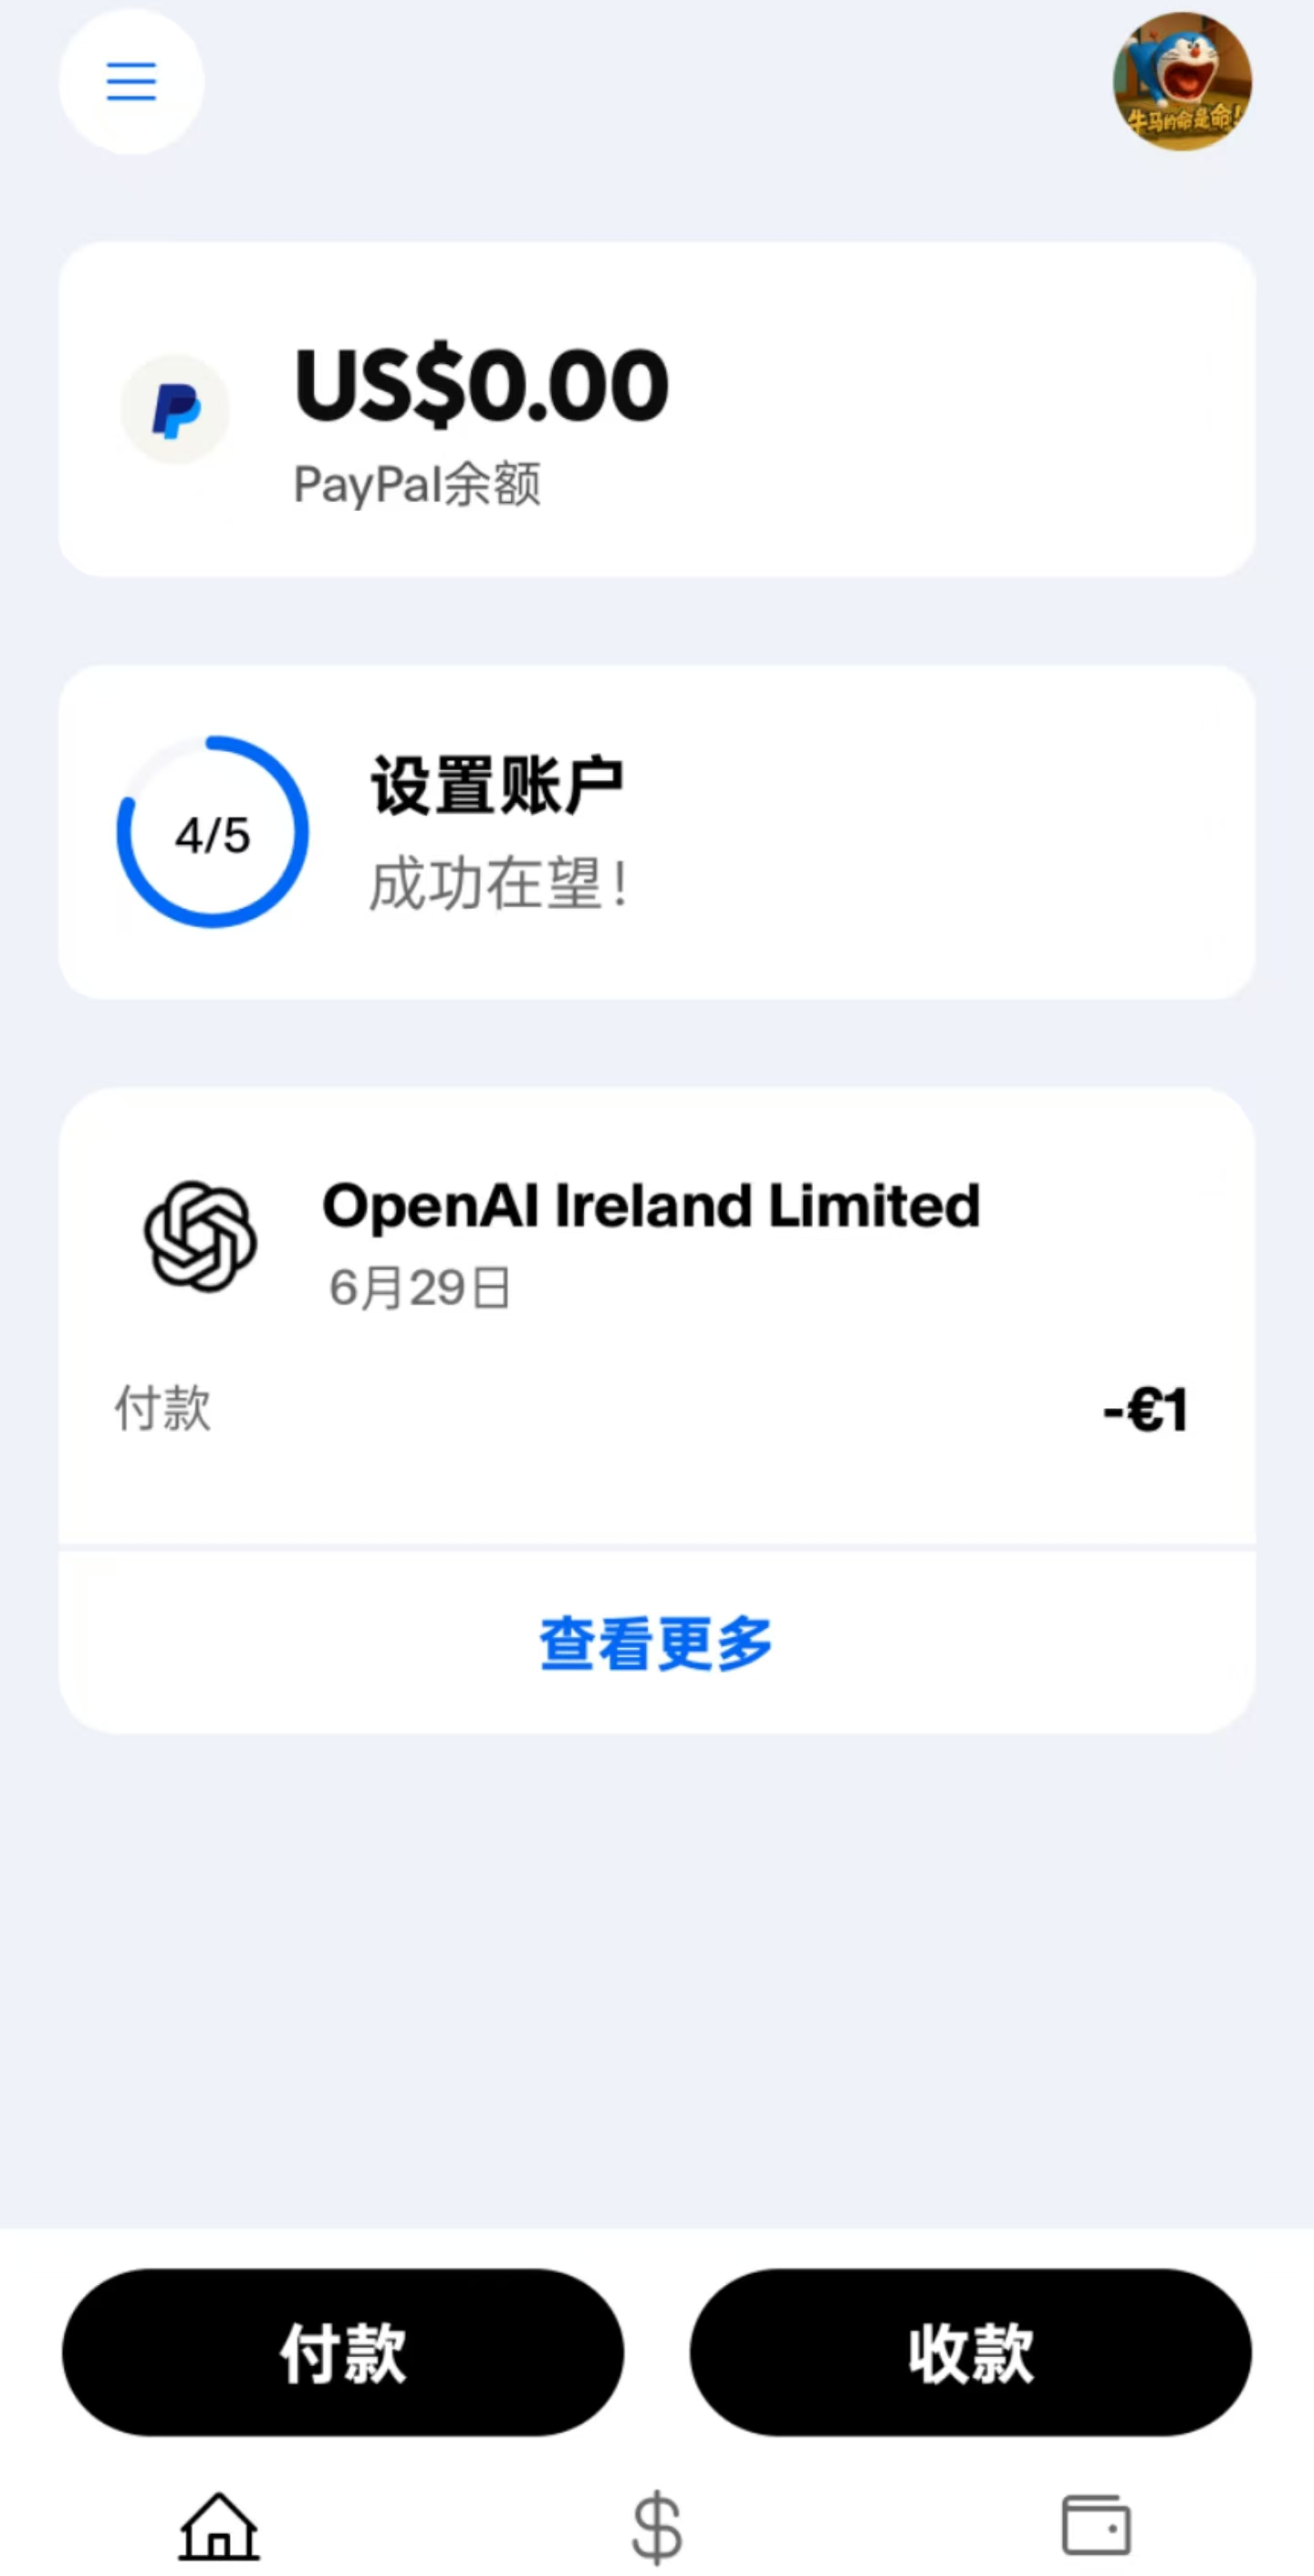 牛马的命是命!
US$0.00
PayPal余额
4/5
设置账户
成功在望!
OpenAI Ireland Limited
6月29日
付款
-€1
查看更多
付款
收款